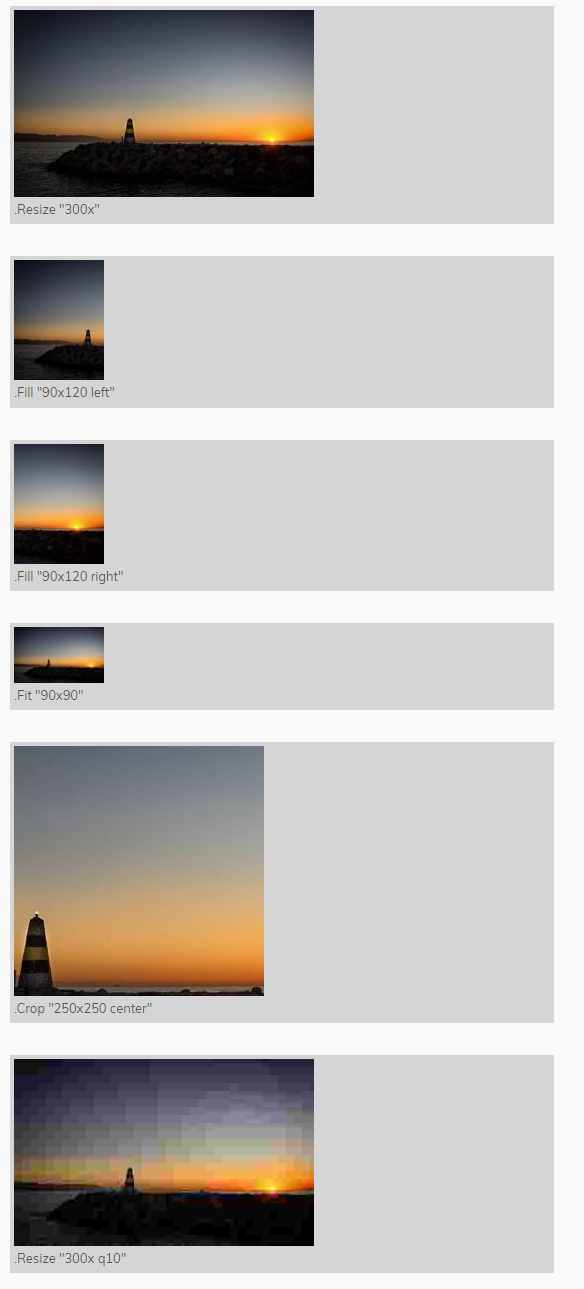 .Resize "300x"
.Fill "90x120 left"
.Fill "90x120 right"
.Fit "90x90"
.Crop "250x250 center"
.Resize "300x q10"